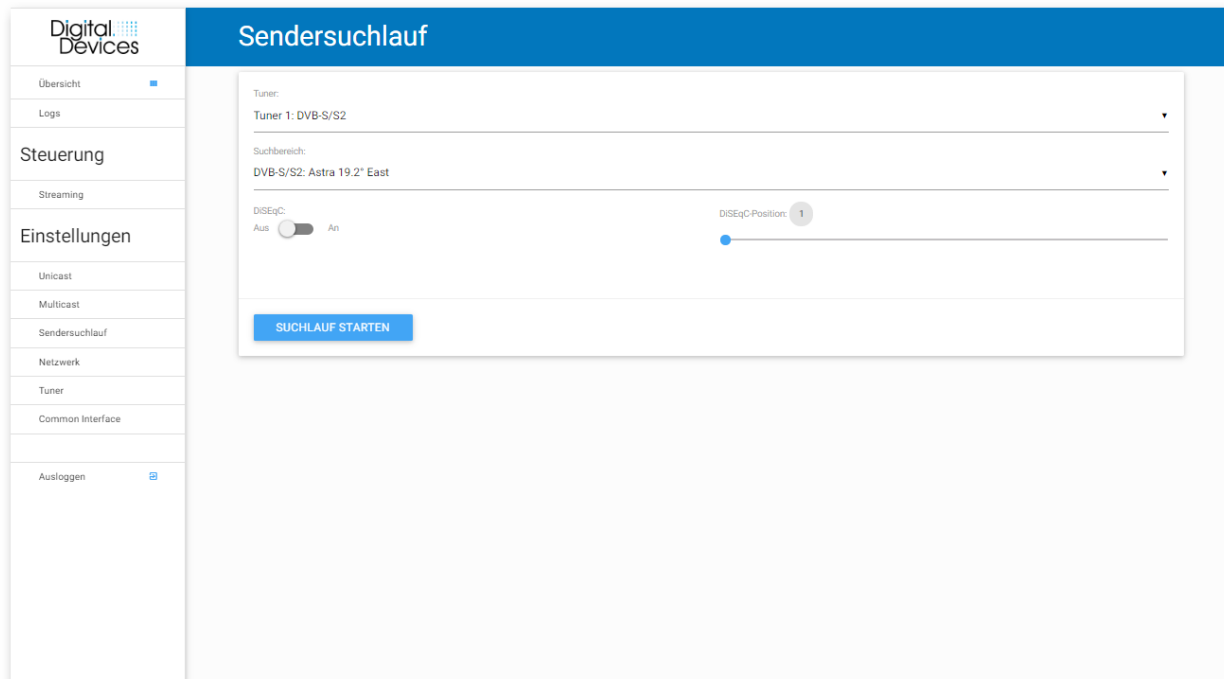 Digital
Devices
Sendersuchlauf
Übersicht
Logs
Steuerung
Streaming
Einstellungen
Unicast
Multicast
Sendersuchlauf
Netzwerk
Tuner
Common Interface
Ausloggen
Tuner:
Tuner 1: DVB-S/S2
Suchbereich:
DVB-S/S2: Astra 19.2° East
DiSEqC:
Aus An
DiSEqC-Position: 1
SUCHLAUF STARTEN